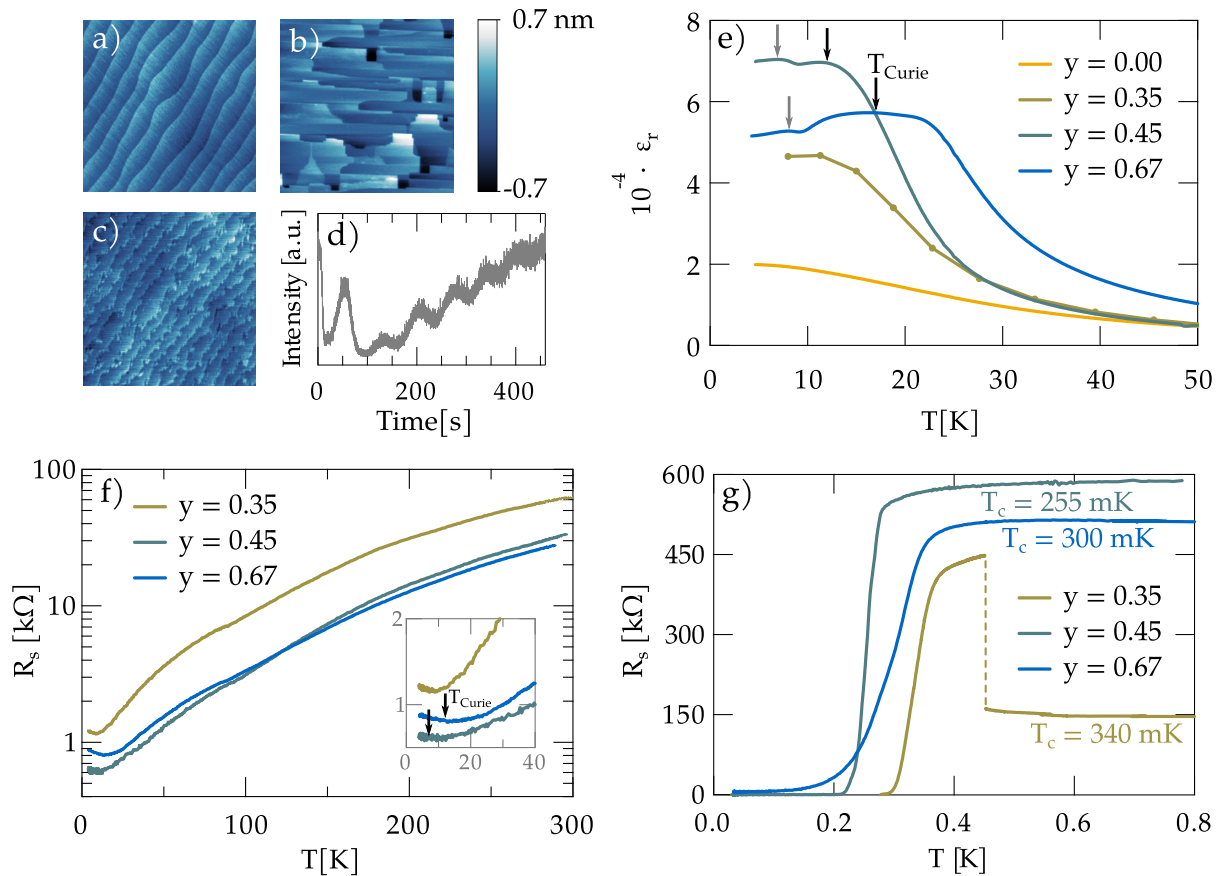 a)
b)
0.7 nm
-0.7
c)
d)
Intensity [a.u.]
0
200
400
Time[s]
e)
T_Curie
y = 0.00
y = 0.35
y = 0.45
y = 0.67
10^-4 · ε_r
8
6
4
2
0
0
10
20
30
40
50
T[K]
f)
y = 0.35
y = 0.45
y = 0.67
R_s [kΩ]
100
10
1
0
100
200
300
T[K]
2
1
T_Curie
0
20
40
g)
T_c = 255 mK
T_c = 300 mK
y = 0.35
y = 0.45
y = 0.67
T_c = 340 mK
R_s [kΩ]
600
450
300
150
0
0.0
0.2
0.4
0.6
0.8
T [K]